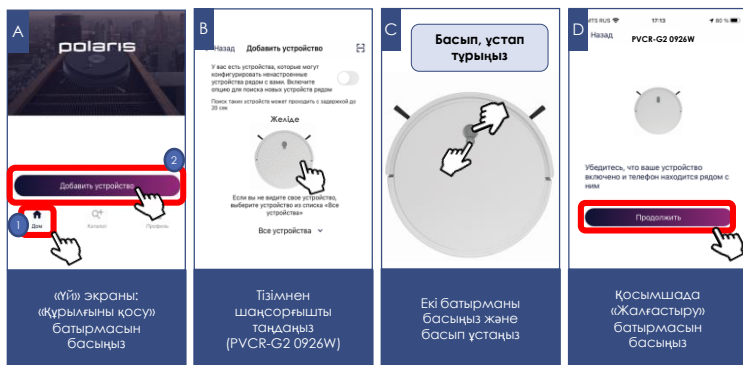 A
polaris
2
Добавить устройство
1
Дом
Каталог
Профиль
«Үй» экраны:
«Құрылғыны қосу»
батырмасын
басыңыз
B
Назад
Добавить устройство
У вас есть устройства, которые могут
конфигурировать ненастроенные
устройства рядом с вами. Включите
опцию для поиска новых устройств рядом
Поиск таких устройств может проходить с задержкой до
20 сек
Желіде
Если вы не видите свое устройство,
выберите устройство из списка «Все
устройства»
Все устройства
Тізімнен
шаңсорғышты
таңдаңыз
(PVCR-G2 0926W)
C
Басып, ұстап
тұрыңыз
Екі батырманы
басыңыз және
басып ұстаңыз
D
MTS RUS
17:13
80 %
Назад
PVCR-G2 0926W
Убедитесь, что ваше устройство
включено и телефон находится рядом с
ним
Продолжить
Қосымшада
«Жалғастыру»
батырмасын
басыңыз